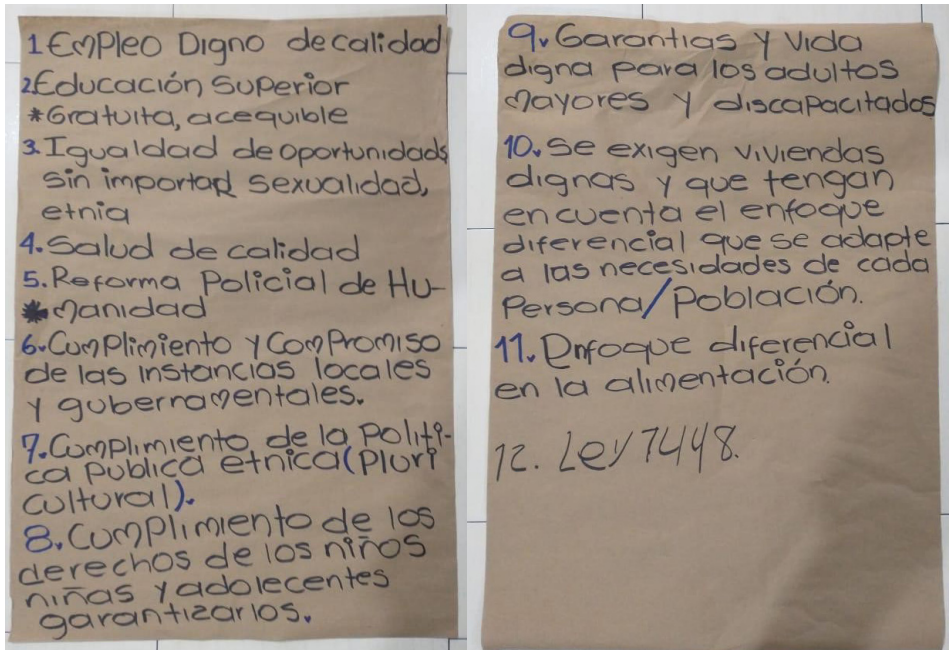 1 Empleo Digno de calidad
2 Educación Superior
* Gratuita, acequible
3. Igualdad de oportunidads
sin importar sexualidad,
etnia
4. Salud de calidad
5. Reforma Policial de Hu-
manidad
6. Cumplimiento y Compromiso
de las instancias locales
y gubernamentales.
7. Cumplimiento de la Políti-
ca publica etnica (Pluri
cultural).
8. Cumplimiento de los
derechos de los niños
niñas y adolecentes
garantizarlos.
9. Garantias y vida
digna para los adultos
mayores y discapacitados
10. Se exigen viviendas
dignas y que tengan
en cuenta el enfoque
diferencial que se adapte
a las necesidades de cada
Persona/Población.
11. Enfoque diferencial
en la alimentación.
12. Ley 1448.